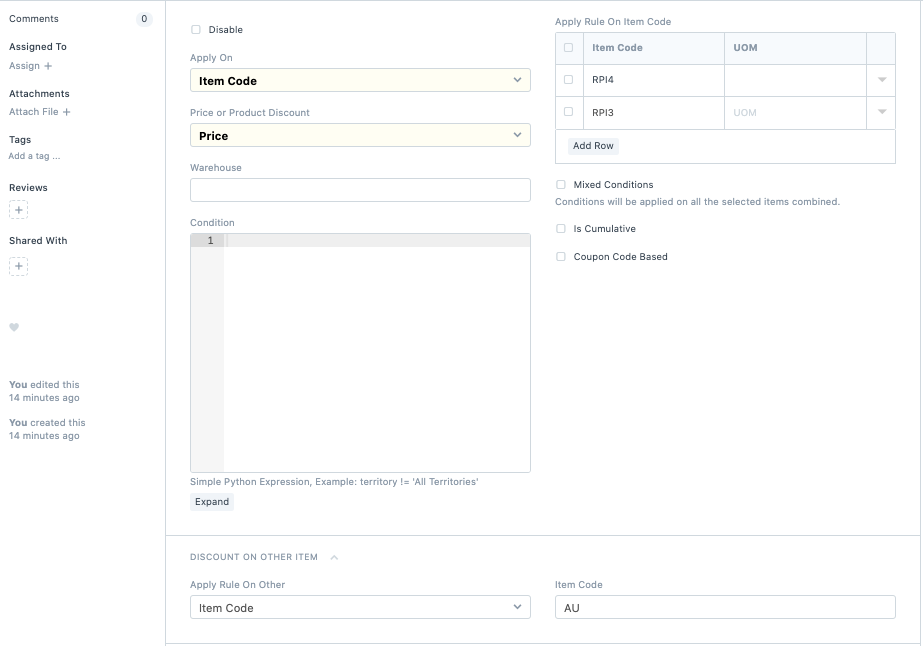 Comments 0
Assigned To
Assign +
Attachments
Attach File +
Tags
Add a tag ...
Reviews
+
Shared With
+
You edited this
14 minutes ago
You created this
14 minutes ago
Disable
Apply On
Item Code
Price or Product Discount
Price
Warehouse
Condition
1
Simple Python Expression, Example: territory != 'All Territories'
Expand
Apply Rule On Item Code
Item Code UOM
RPI4
RPI3 UOM
Add Row
Mixed Conditions
Conditions will be applied on all the selected items combined.
Is Cumulative
Coupon Code Based
DISCOUNT ON OTHER ITEM
Apply Rule On Other
Item Code
Item Code
AU